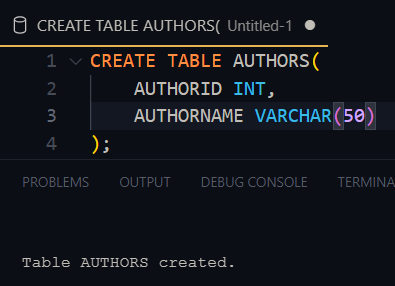 CREATE TABLE AUTHORS( Untitled-1
1 CREATE TABLE AUTHORS(
2 AUTHORID INT,
3 AUTHORNAME VARCHAR(50)
4 );
PROBLEMS OUTPUT DEBUG CONSOLE TERMINA
Table AUTHORS created.